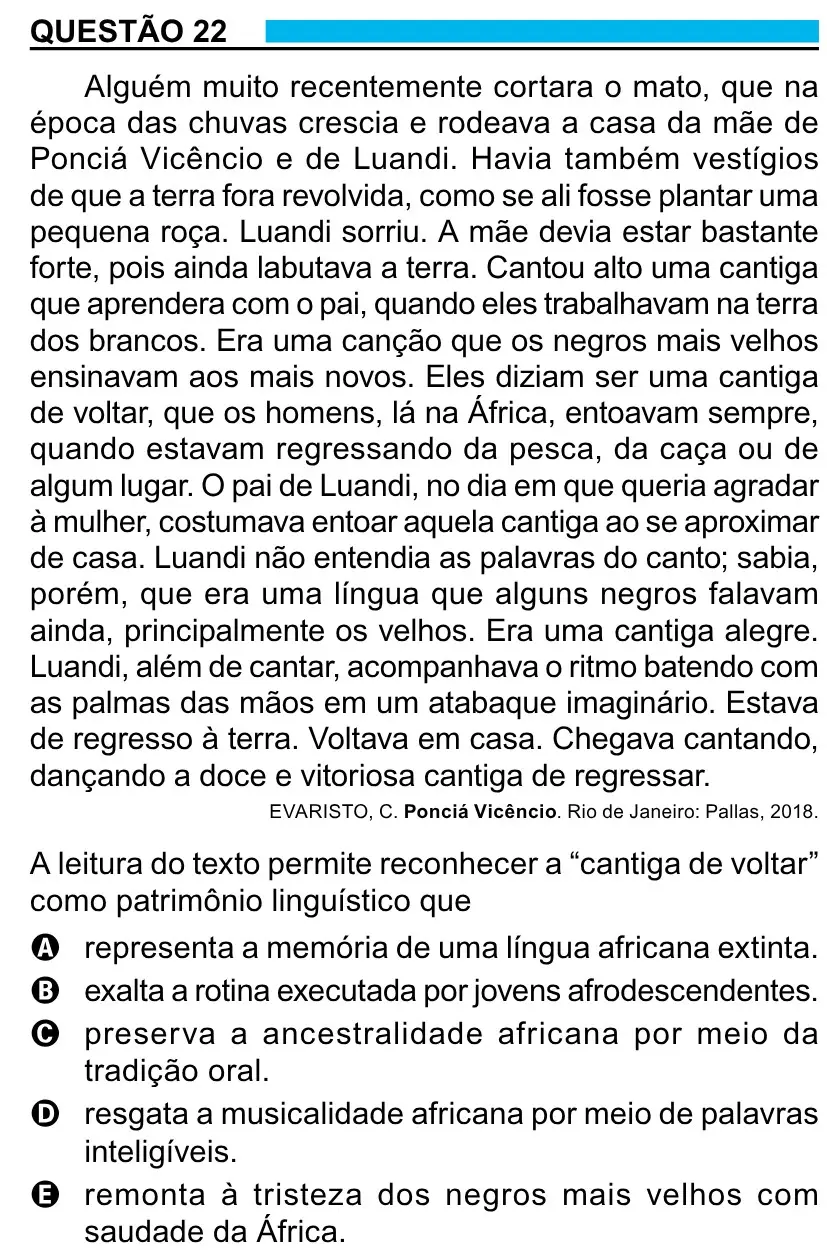 QUESTÃO 22
Alguém muito recentemente cortara o mato, que na
época das chuvas crescia e rodeava a casa da mãe de
Ponciá Vicêncio e de Luandi. Havia também vestígios
de que a terra fora revolvida, como se ali fosse plantar uma
pequena roça. Luandi sorriu. A mãe devia estar bastante
forte, pois ainda labutava a terra. Cantou alto uma cantiga
que aprendera com o pai, quando eles trabalhavam na terra
dos brancos. Era uma canção que os negros mais velhos
ensinavam aos mais novos. Eles diziam ser uma cantiga
de voltar, que os homens, lá na África, entoavam sempre,
quando estavam regressando da pesca, da caça ou de
algum lugar. O pai de Luandi, no dia em que queria agradar
à mulher, costumava entoar aquela cantiga ao se aproximar
de casa. Luandi não entendia as palavras do canto; sabia,
porém, que era uma língua que alguns negros falavam
ainda, principalmente os velhos. Era uma cantiga alegre.
Luandi, além de cantar, acompanhava o ritmo batendo com
as palmas das mãos em um atabaque imaginário. Estava
de regresso à terra. Voltava em casa. Chegava cantando,
dançando a doce e vitoriosa cantiga de regressar.
EVARISTO, C. Ponciá Vicêncio. Rio de Janeiro: Pallas, 2018.
A leitura do texto permite reconhecer a “cantiga de voltar”
como patrimônio linguístico que
A representa a memória de uma língua africana extinta.
B exalta a rotina executada por jovens afrodescendentes.
C preserva a ancestralidade africana por meio da
tradição oral.
D resgata a musicalidade africana por meio de palavras
inteligíveis.
E remonta à tristeza dos negros mais velhos com
saudade da África.